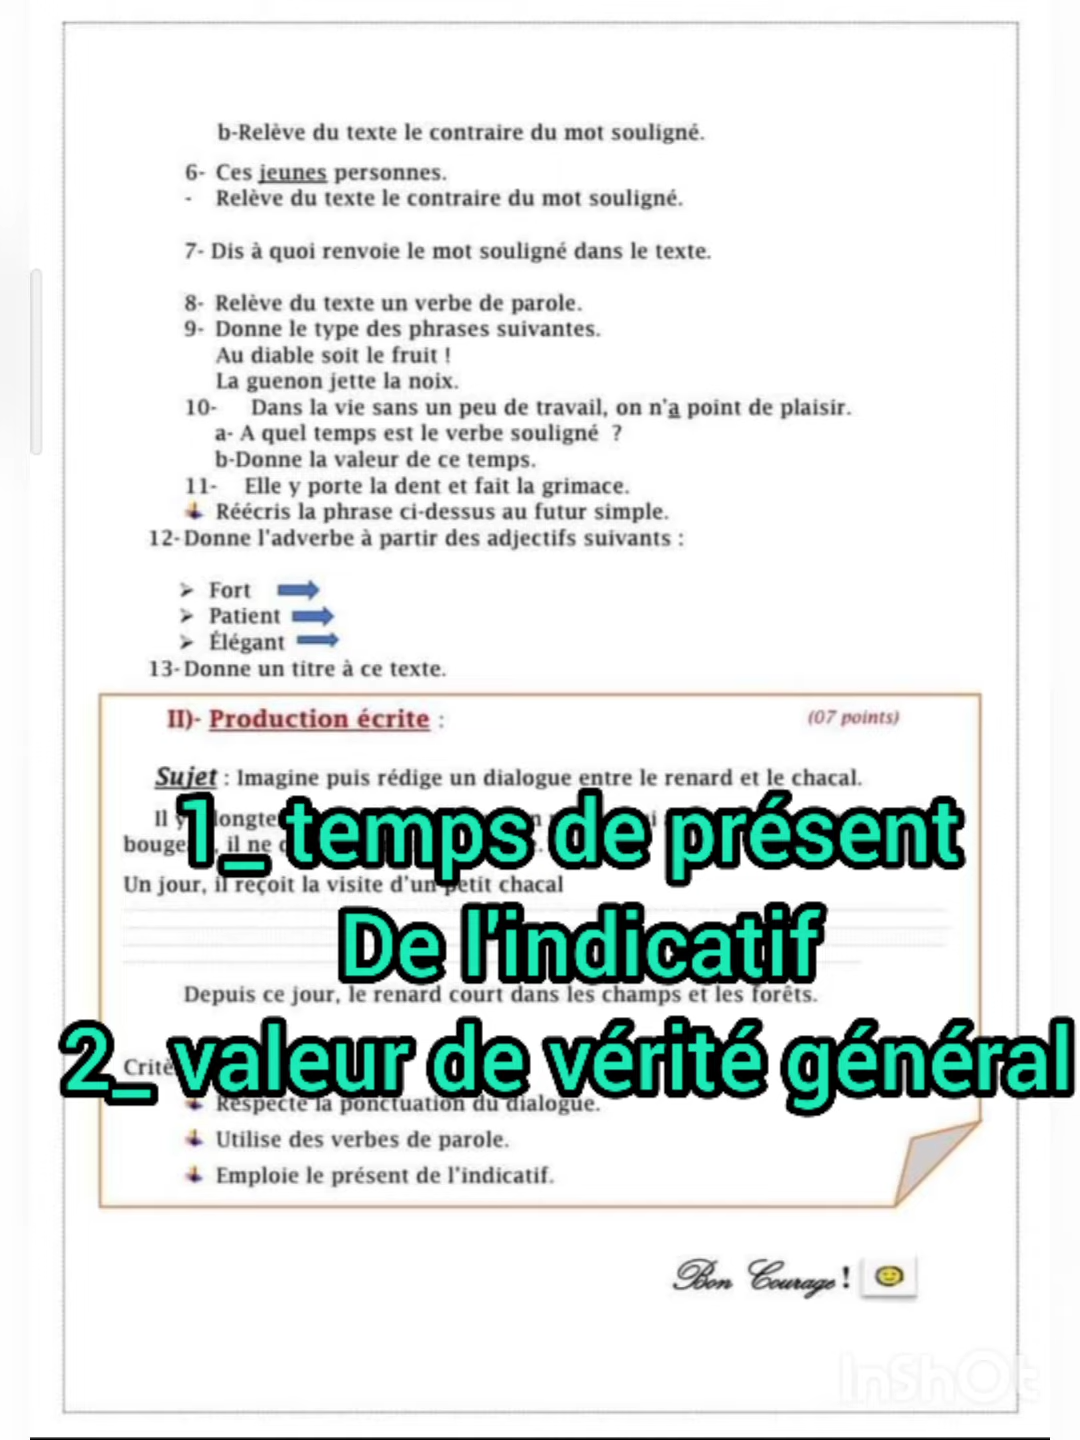 b-Relève du texte le contraire du mot souligné.
6- Ces jeunes personnes.
- Relève du texte le contraire du mot souligné.
7- Dis à quoi renvoie le mot souligné dans le texte.
8- Relève du texte un verbe de parole.
9- Donne le type des phrases suivantes.
Au diable soit le fruit !
La guenon jette la noix.
10- Dans la vie sans un peu de travail, on n'a point de plaisir.
a- A quel temps est le verbe souligné ?
b-Donne la valeur de ce temps.
11- Elle y porte la dent et fait la grimace.
Réécris la phrase ci-dessus au futur simple.
12-Donne l'adverbe à partir des adjectifs suivants :
Fort
Patient
Élégant
13-Donne un titre à ce texte.
II)- Production écrite : (07 points)
Sujet : Imagine puis rédige un dialogue entre le renard et le chacal.
Il y
1_ temps de présent
il ne
Un jour, il reçoit la visite d'un petit chacal
De l'indicatif
Depuis ce jour, le renard court dans les champs et les forêts.
2_ valeur de vérité général
Respecte la ponctuation du dialogue.
Utilise des verbes de parole.
Emploie le présent de l'indicatif.
Bon Courage !
InShOt